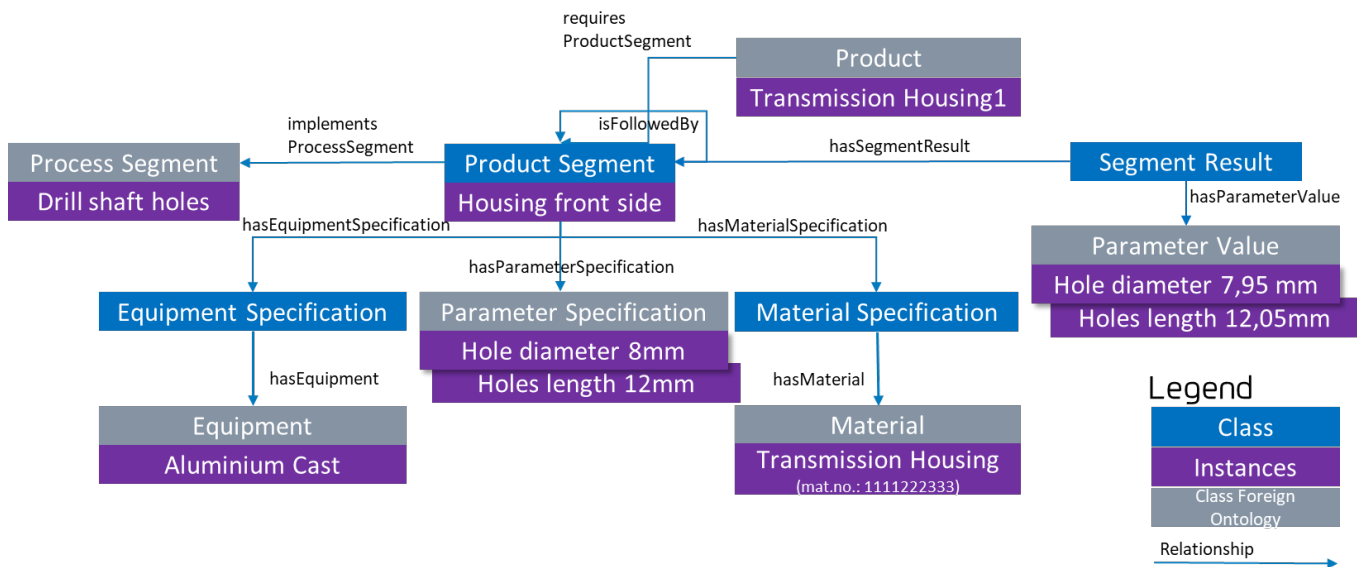 requires
ProductSegment
Product
Transmission Housing1
implements
ProcessSegment
isFollowedBy
Process Segment
Drill shaft holes
Product Segment
Housing front side
hasSegmentResult
Segment Result
hasParameterValue
Parameter Value
Hole diameter 7,95 mm
Holes length 12,05mm
hasEquipmentSpecification
hasMaterialSpecification
hasParameterSpecification
Equipment Specification
Parameter Specification
Hole diameter 8mm
Holes length 12mm
Material Specification
hasEquipment
hasMaterial
Equipment
Aluminium Cast
Material
Transmission Housing
(mat.no.: 1111222333)
Legend
Class
Instances
Class Foreign
Ontology
Relationship